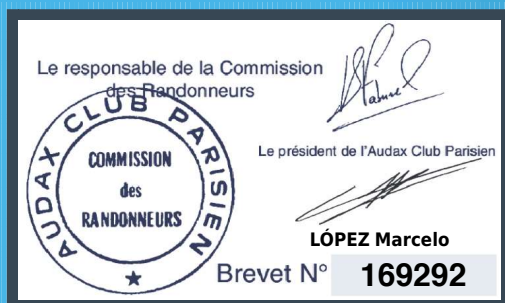 Le responsable de la Commission
des Randonneurs
AUDAX CLUB PARISIEN
COMMISSION
des
RANDONNEURS
Le président de l'Audax Club Parisien
LÓPEZ Marcelo
Brevet N° 169292